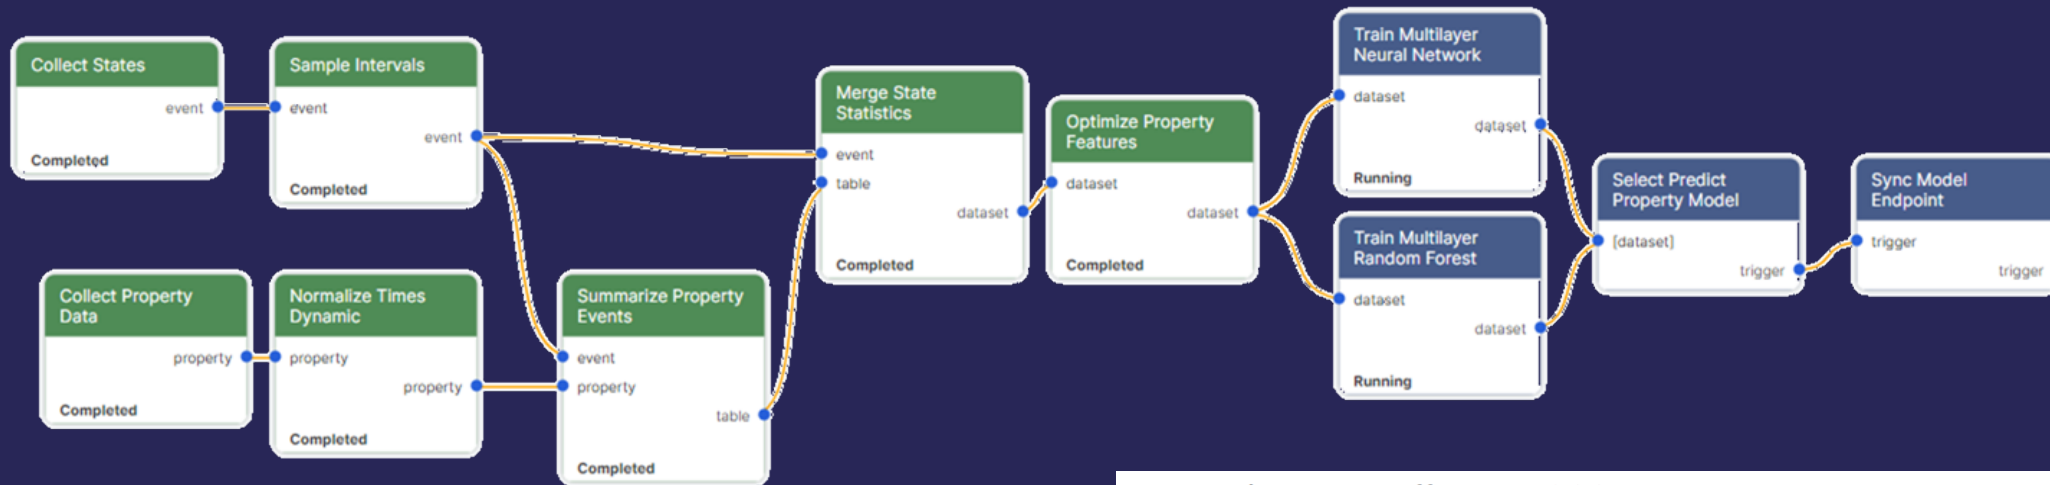 Collect States
event
Completed
Sample Intervals
event
event
Completed
Collect Property
Data
property
Completed
Normalize Times
Dynamic
property
property
Completed
Summarize Property
Events
event
property
table
Completed
Merge State
Statistics
event
table
dataset
Completed
Optimize Property
Features
dataset
dataset
Completed
Train Multilayer
Neural Network
dataset
dataset
Running
Train Multilayer
Random Forest
dataset
dataset
Running
Select Predict
Property Model
[dataset]
trigger
Sync Model
Endpoint
trigger
trigger